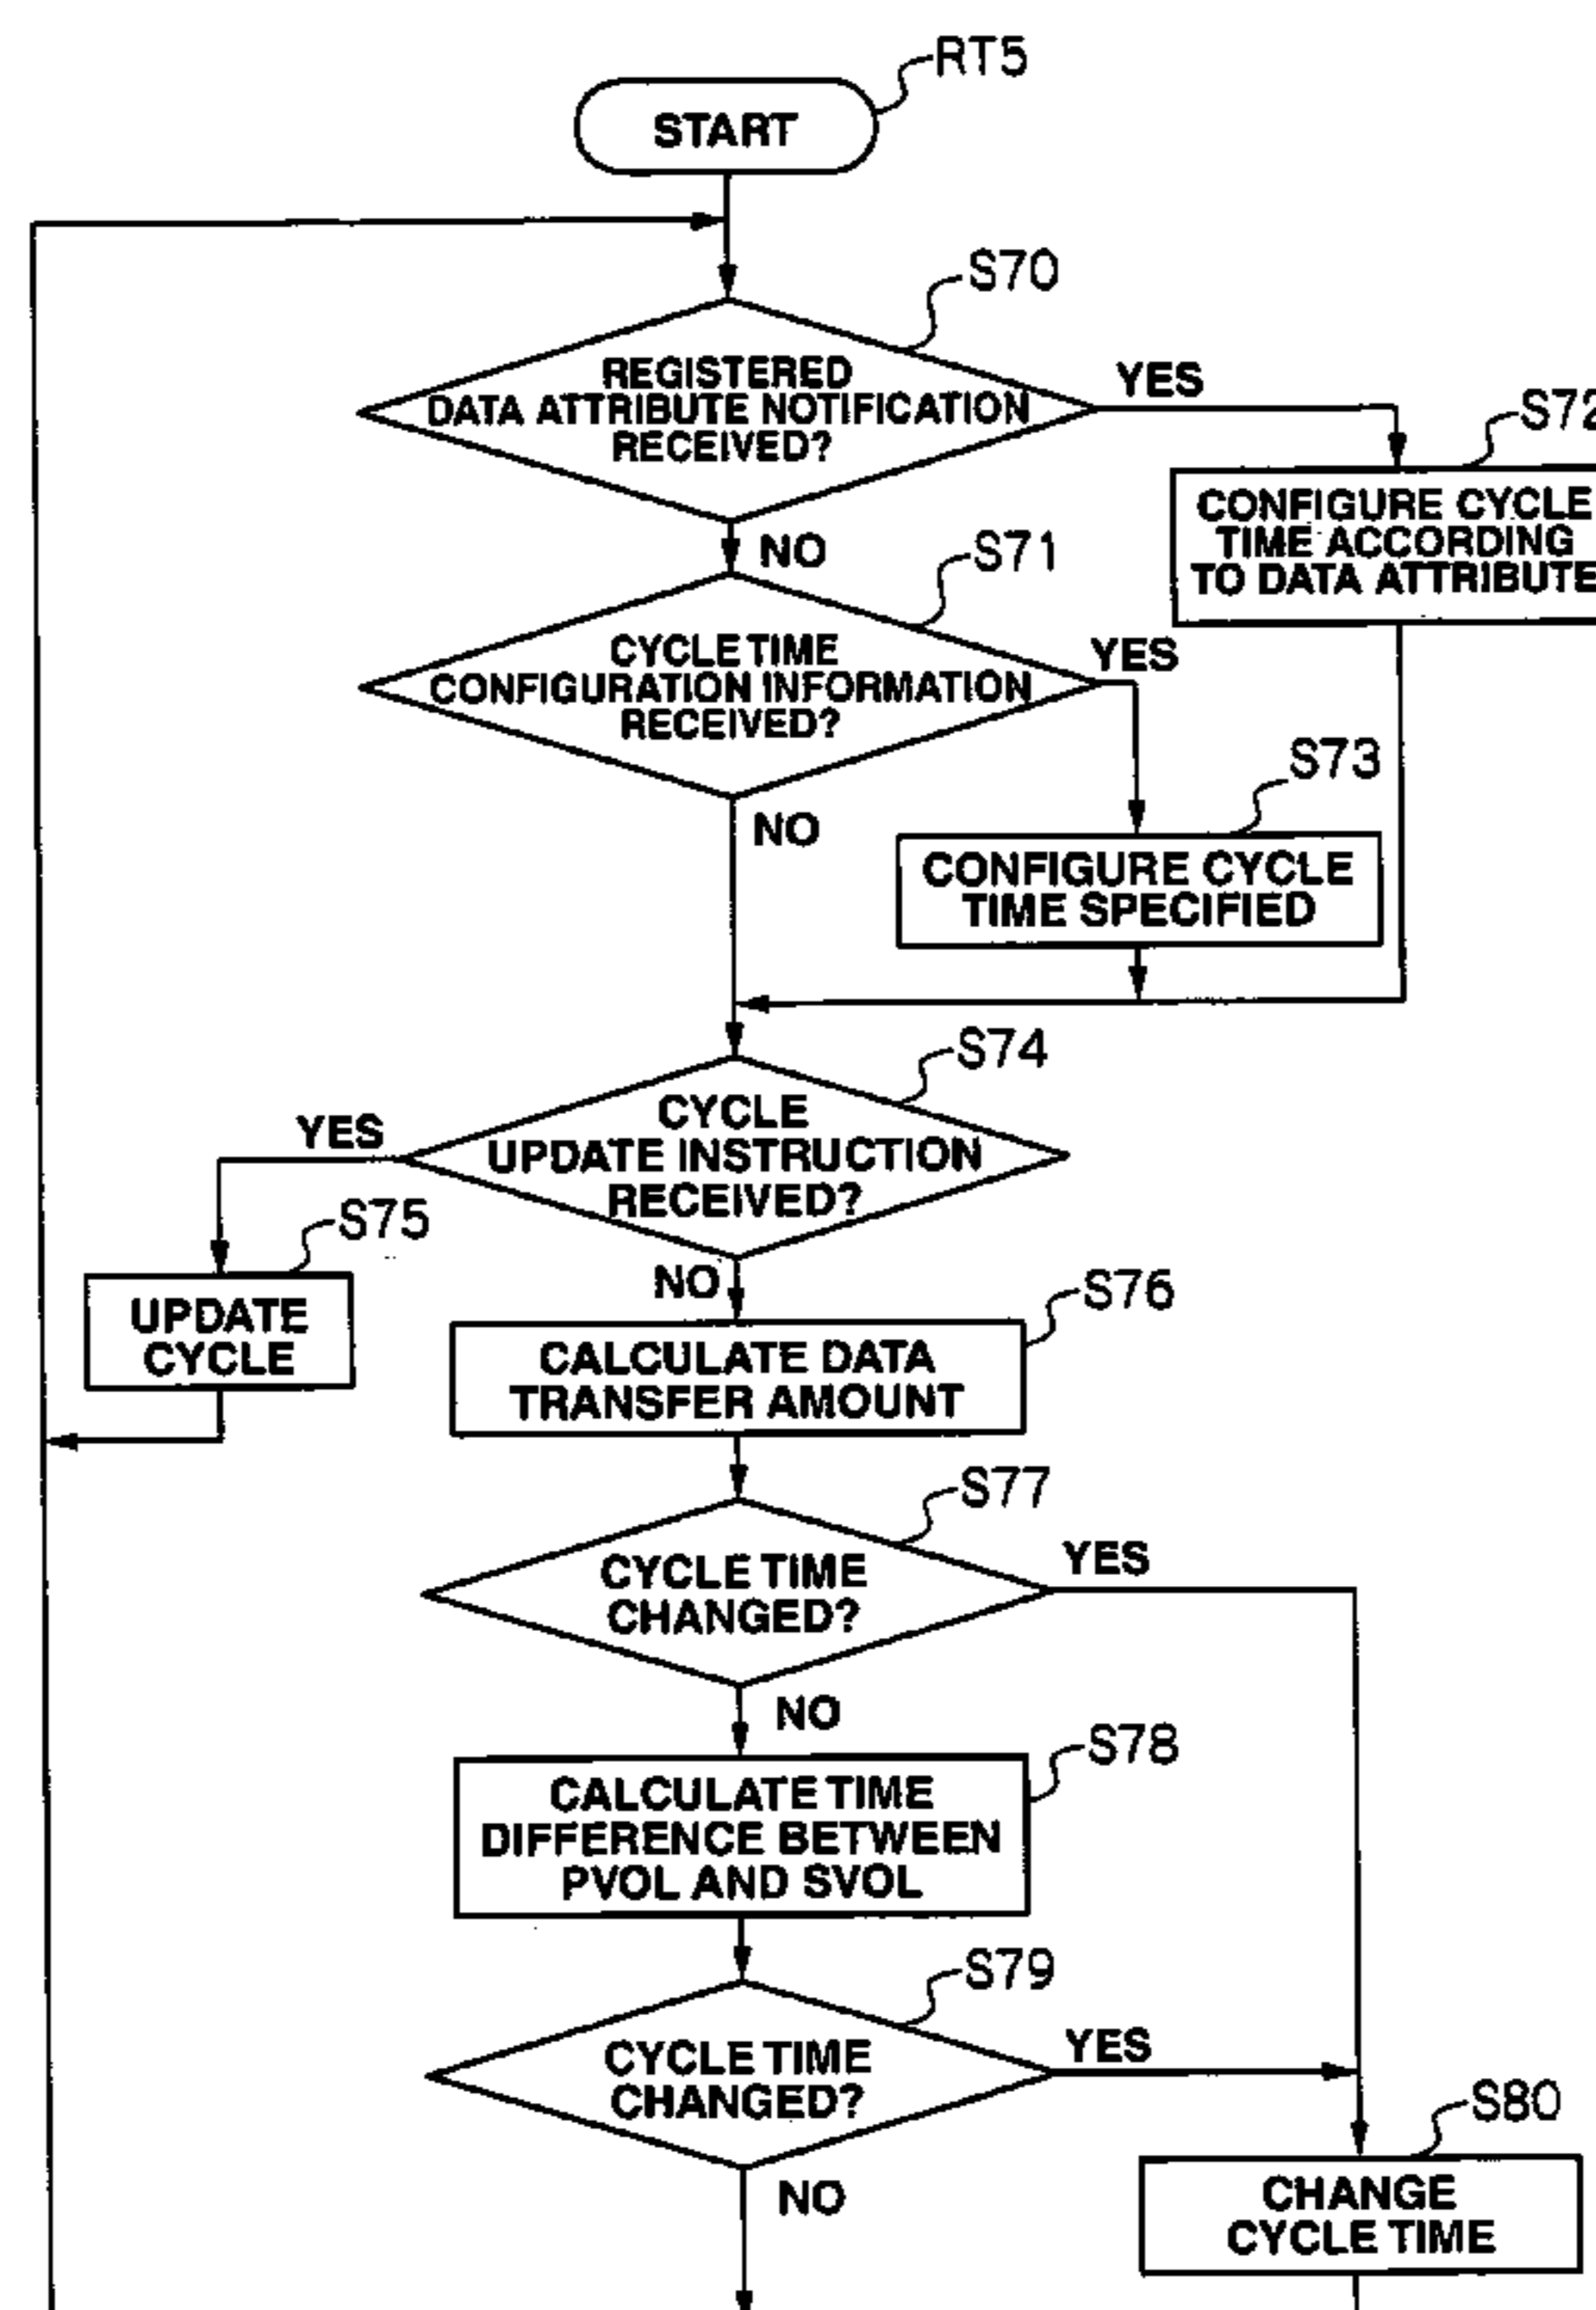 RT5
START
S70
REGISTERED
DATA ATTRIBUTE NOTIFICATION
RECEIVED?
YES
S72
CONFIGURE CYCLE
TIME ACCORDING
TO DATA ATTRIBUTE
NO
S71
CYCLE TIME
CONFIGURATION INFORMATION
RECEIVED?
YES
S73
CONFIGURE CYCLE
TIME SPECIFIED
NO
S74
CYCLE
UPDATE INSTRUCTION
RECEIVED?
YES
S75
UPDATE
CYCLE
NO
S76
CALCULATE DATA
TRANSFER AMOUNT
S77
CYCLE TIME
CHANGED?
YES
NO
S78
CALCULATE TIME
DIFFERENCE BETWEEN
PVOL AND SVOL
S79
CYCLE TIME
CHANGED?
YES
S80
CHANGE
CYCLE TIME
NO